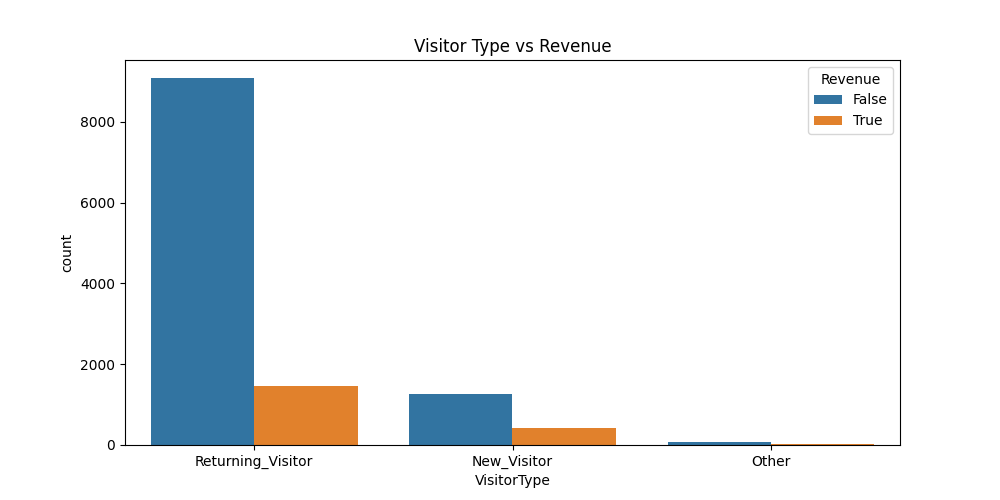 Visitor Type vs Revenue
Revenue
False
True
8000
6000
4000
2000
0
count
Returning_Visitor
New_Visitor
Other
VisitorType